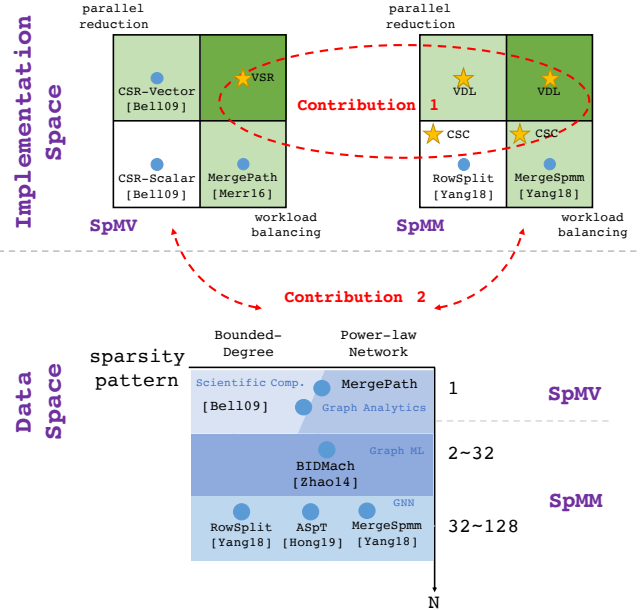 parallel
reduction
parallel
reduction
Implementation
Space
CSR-Vector
[Bell09]
VSR
VDL
VDL
Contribution 1
CSC
CSC
CSR-Scalar
[Bell09]
MergePath
[Merr16]
RowSplit
[Yang18]
MergeSpmm
[Yang18]
SpMV
workload
balancing
SpMM
workload
balancing
Contribution 2
Data
Space
Bounded-
Degree
Power-law
Network
sparsity
pattern
Scientific Comp.
MergePath
1
SpMV
[Bell09]
Graph Analytics
Graph ML
2~32
BIDMach
[Zhao14]
SpMM
GNN
RowSplit
[Yang18]
ASpT
[Hong19]
MergeSpmm
[Yang18]
32~128
N